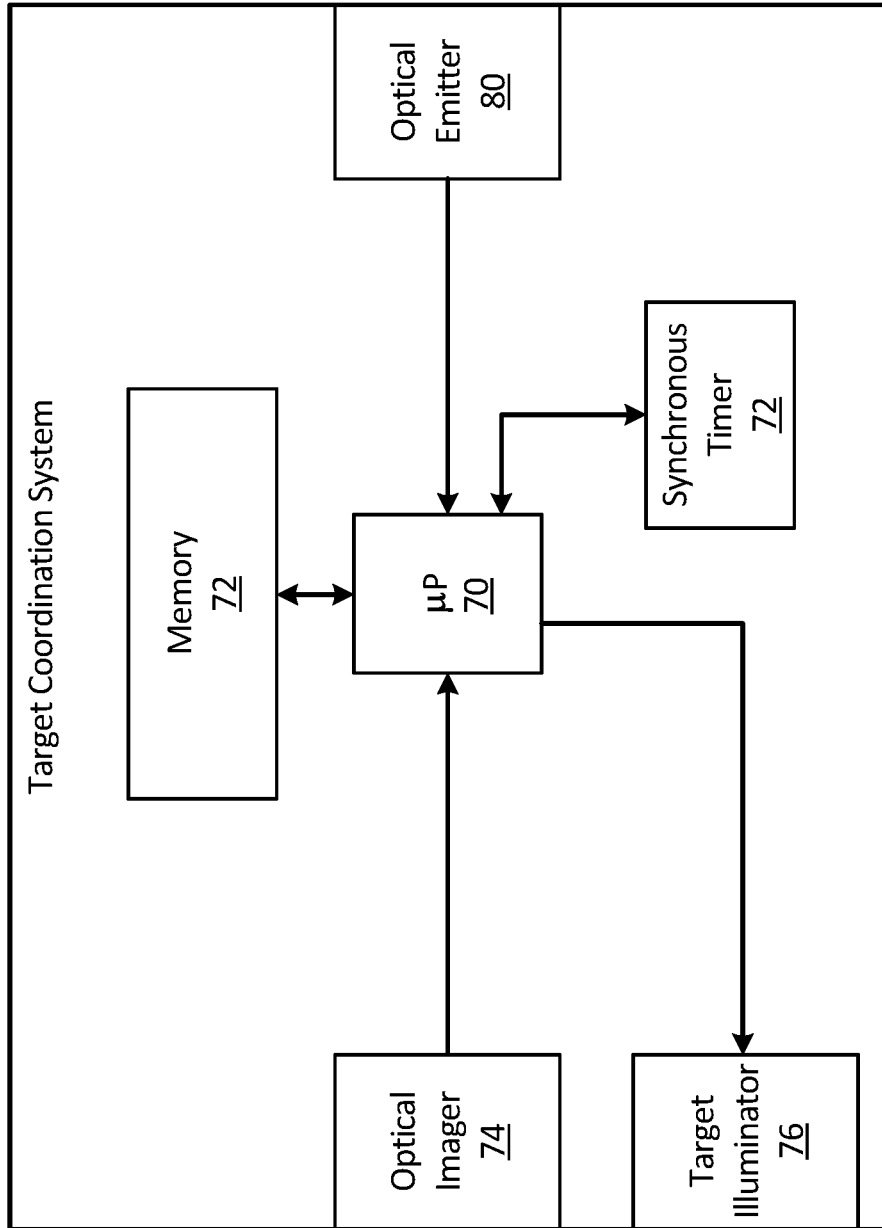 Target Coordination System
Memory
72
Optical
Imager
74
μP
70
Optical
Emitter
80
Target
Illuminator
76
Synchronous
Timer
72